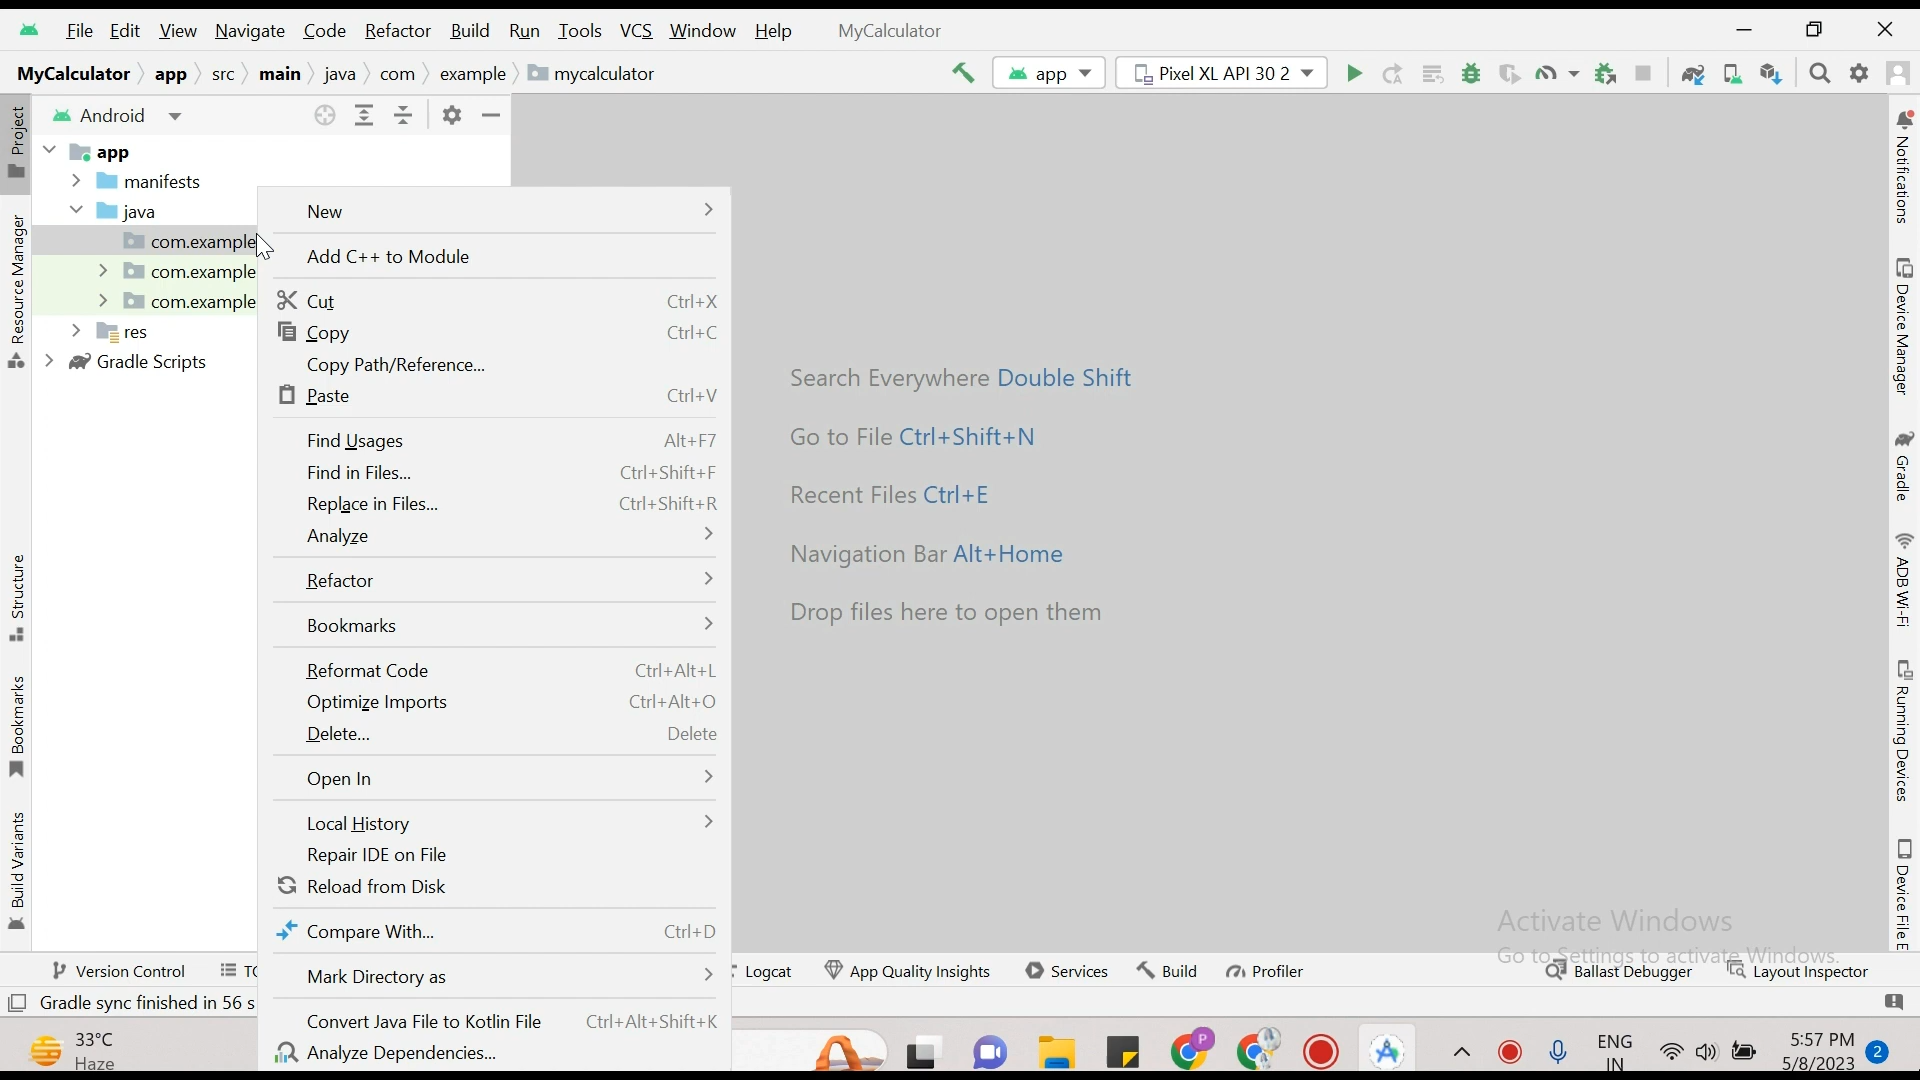 File Edit View Navigate Code Refactor Build Run Tools VCS Window Help MyCalculator
MyCalculator app src main java com example mycalculator
app
Pixel XL API 30 2
Project
Android
app
manifests
java
com.example
com.example
com.example
res
Gradle Scripts
Resource Manager
Structure
Bookmarks
Build Variants
New
Add C++ to Module
Cut Ctrl+X
Copy Ctrl+C
Copy Path/Reference...
Paste Ctrl+V
Find Usages Alt+F7
Find in Files... Ctrl+Shift+F
Replace in Files... Ctrl+Shift+R
Analyze
Refactor
Bookmarks
Reformat Code Ctrl+Alt+L
Optimize Imports Ctrl+Alt+O
Delete... Delete
Open In
Local History
Repair IDE on File
Reload from Disk
Compare With... Ctrl+D
Mark Directory as
Convert Java File to Kotlin File Ctrl+Alt+Shift+K
Analyze Dependencies...
Search Everywhere Double Shift
Go to File Ctrl+Shift+N
Recent Files Ctrl+E
Navigation Bar Alt+Home
Drop files here to open them
Notifications
Device Manager
Gradle
ADB Wi-Fi
Running Devices
Device File E
Activate Windows
Go to Settings to activate Windows.
Version Control TO Logcat App Quality Insights Services Build Profiler Ballast Debugger Layout Inspector
Gradle sync finished in 56 s
33°C
Haze
P
ENG
IN
5:57 PM
5/8/2023
2